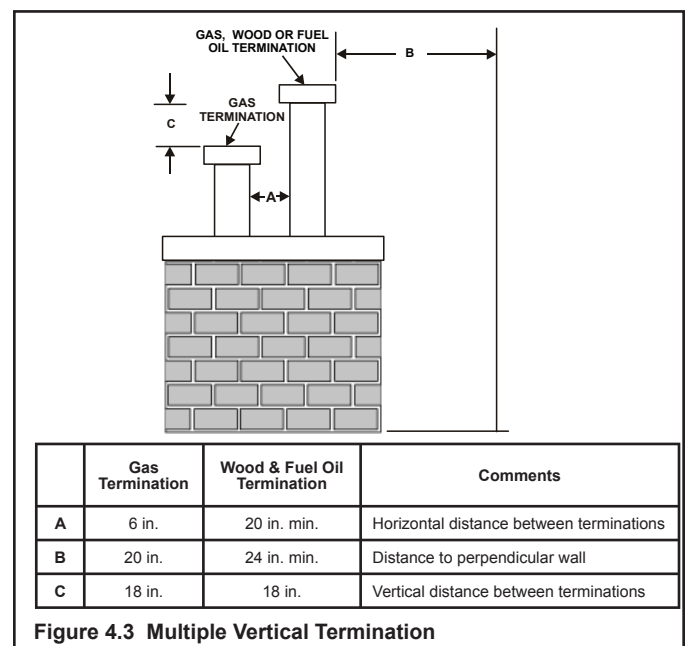 GAS, WOOD OR FUEL
OIL TERMINATION
B
GAS
TERMINATION
C
A
Gas
Termination
Wood & Fuel Oil
Termination
Comments
A 6 in. 20 in. min. Horizontal distance between terminations
B 20 in. 24 in. min. Distance to perpendicular wall
C 18 in. 18 in. Vertical distance between terminations
Figure 4.3 Multiple Vertical Termination